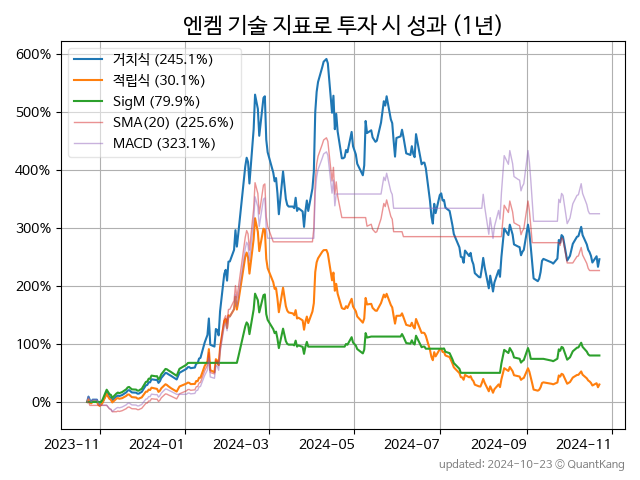 엔켐 기술 지표로 투자 시 성과 (1년)
600%
500%
400%
300%
200%
100%
0%
거치식 (245.1%)
적립식 (30.1%)
SigM (79.9%)
SMA(20) (225.6%)
MACD (323.1%)
2023-11 2024-01 2024-03 2024-05 2024-07 2024-09 2024-11
updated: 2024-10-23 ⓒ QuantKang